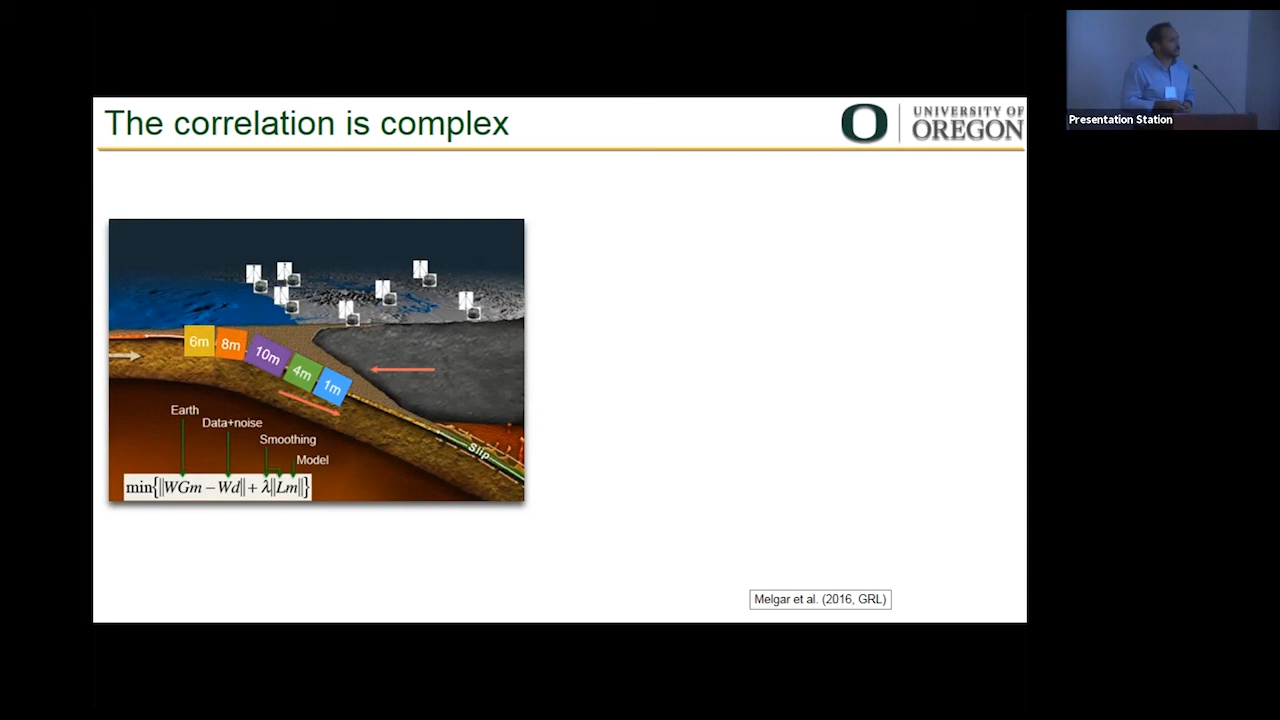 The correlation is complex
UNIVERSITY OF
OREGON
Presentation Station
6m
8m
10m
4m
1m
Slip
Earth
Data+noise
Smoothing
Model
min{‖WGm − Wd‖ + λ‖Lm‖}
Melgar et al. (2016, GRL)